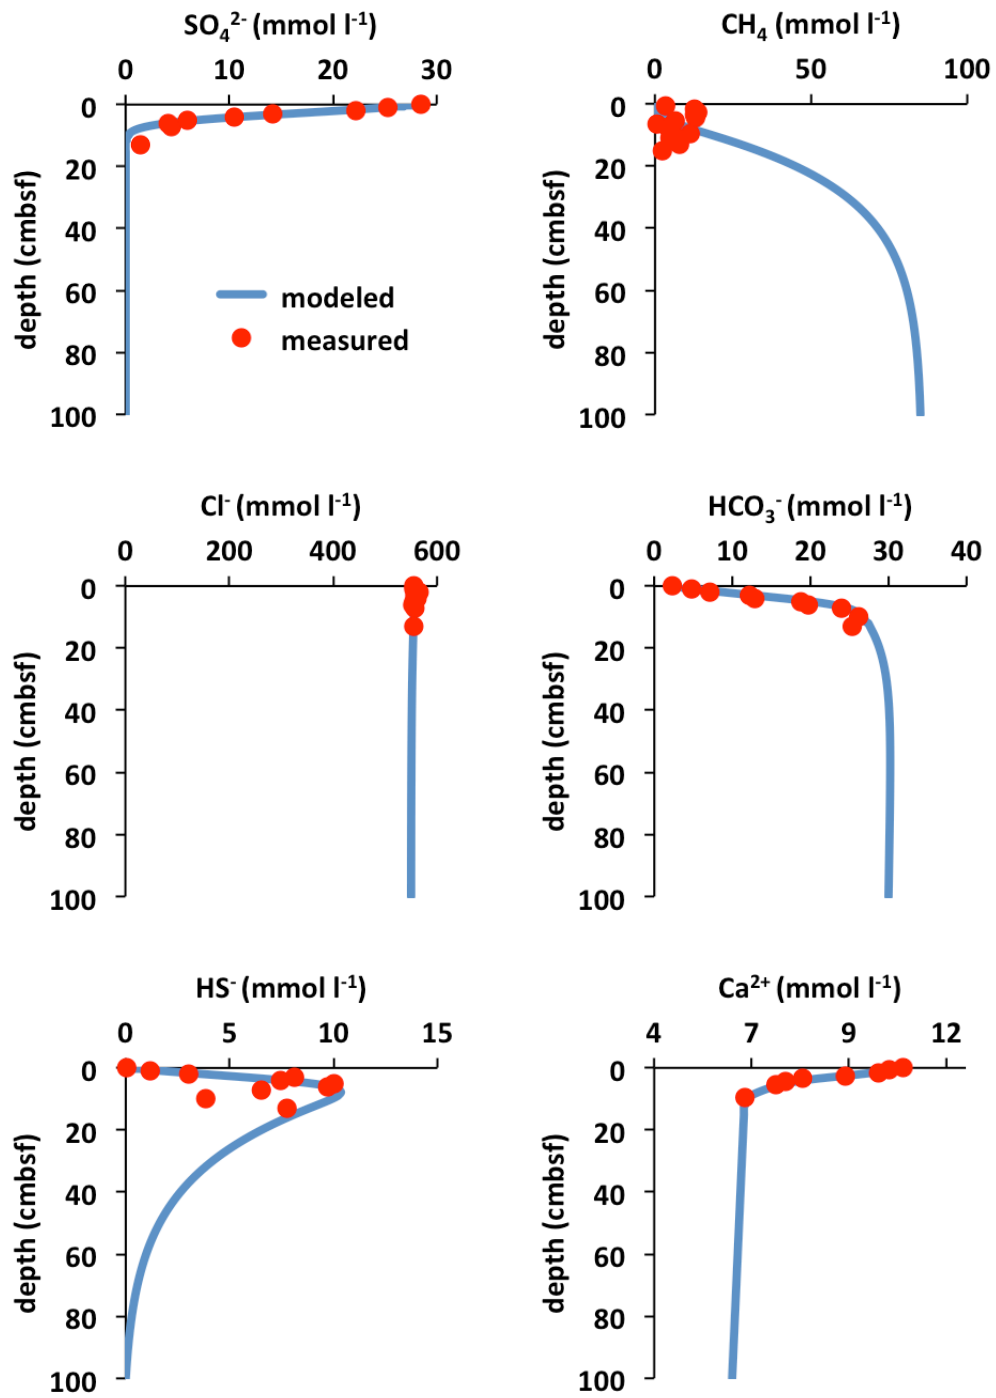 SO₄²⁻ (mmol l⁻¹)
0 10 20 30
0
20
40
60
80
100
depth (cmbsf)
modeled
measured
CH₄ (mmol l⁻¹)
0 50 100
0
20
40
60
80
100
depth (cmbsf)
Cl⁻ (mmol l⁻¹)
0 200 400 600
0
20
40
60
80
100
depth (cmbsf)
HCO₃⁻ (mmol l⁻¹)
0 10 20 30 40
0
20
40
60
80
100
depth (cmbsf)
HS⁻ (mmol l⁻¹)
0 5 10 15
0
20
40
60
80
100
depth (cmbsf)
Ca²⁺ (mmol l⁻¹)
4 7 9 12
0
20
40
60
80
100
depth (cmbsf)